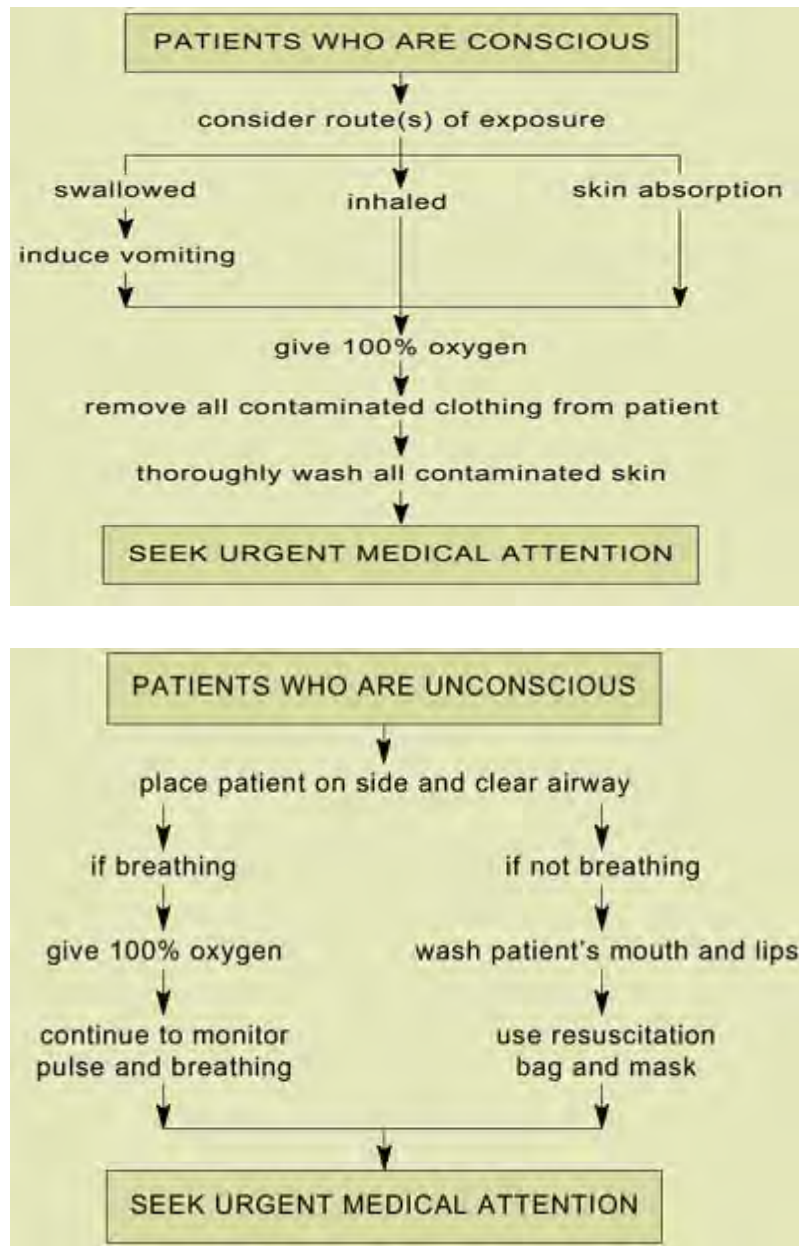 PATIENTS WHO ARE CONSCIOUS
consider route(s) of exposure
swallowed
inhaled
skin absorption
induce vomiting
give 100% oxygen
remove all contaminated clothing from patient
thoroughly wash all contaminated skin
SEEK URGENT MEDICAL ATTENTION
PATIENTS WHO ARE UNCONSCIOUS
place patient on side and clear airway
if breathing
if not breathing
give 100% oxygen
wash patient's mouth and lips
continue to monitor
pulse and breathing
use resuscitation
bag and mask
SEEK URGENT MEDICAL ATTENTION